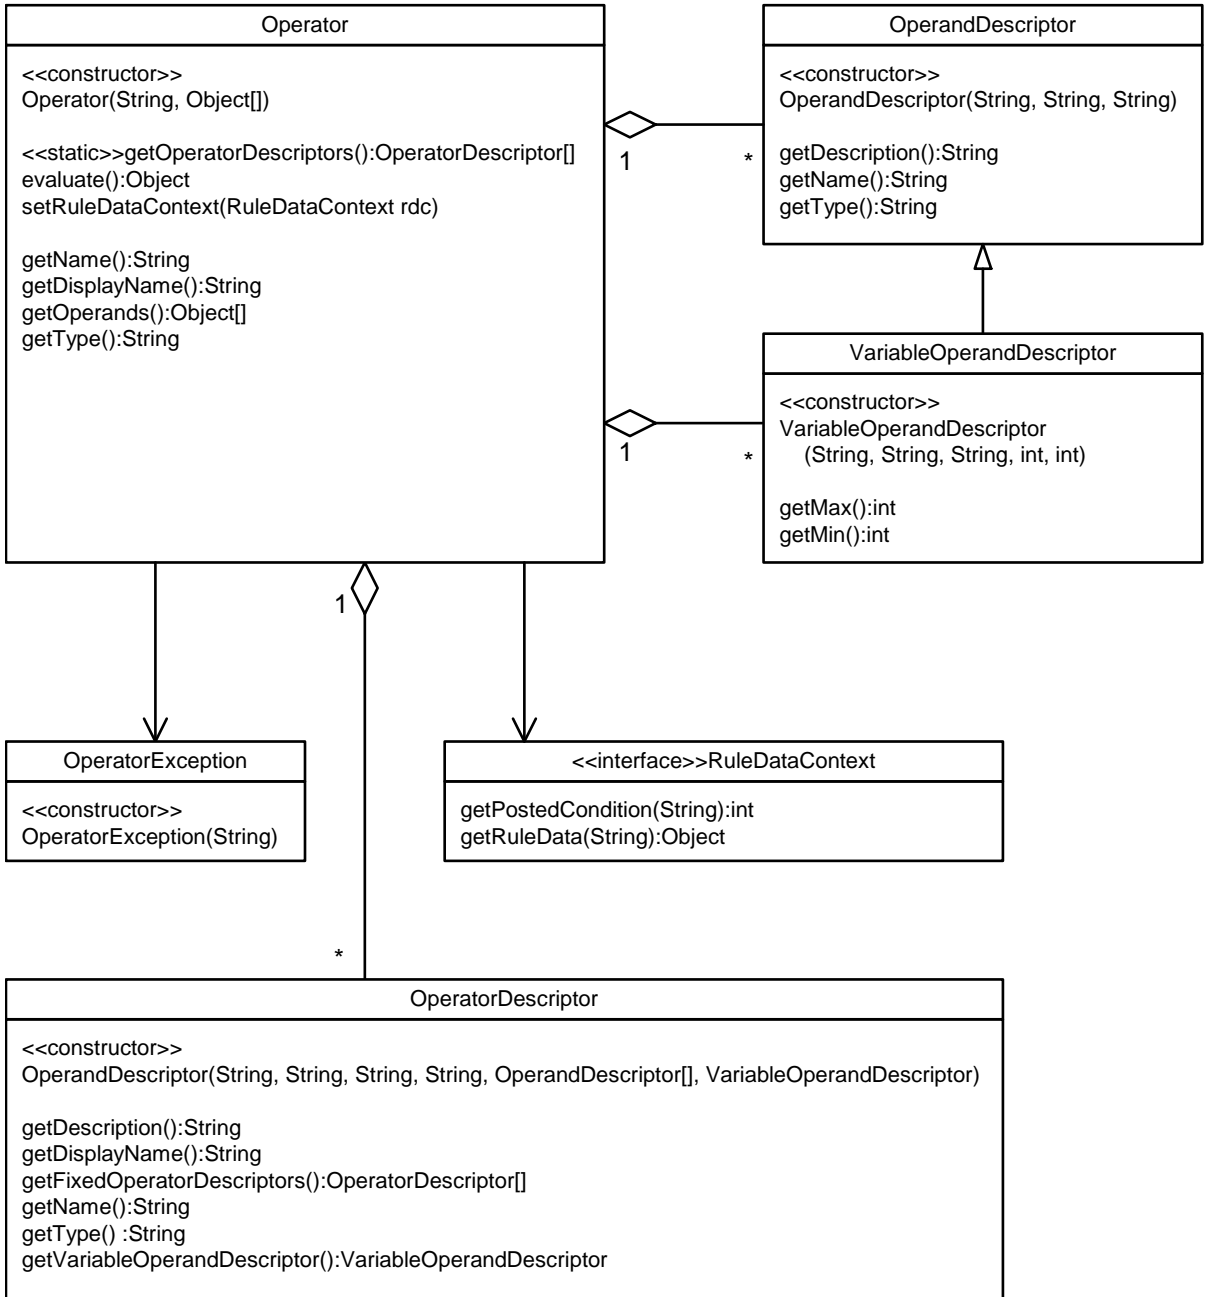 Operator
<<constructor>>
Operator(String, Object[])
<<static>>getOperatorDescriptors():OperatorDescriptor[]
evaluate():Object
setRuleDataContext(RuleDataContext rdc)
getName():String
getDisplayName():String
getOperands():Object[]
getType():String
1
*
OperandDescriptor
<<constructor>>
OperandDescriptor(String, String, String)
getDescription():String
getName():String
getType():String
1
*
VariableOperandDescriptor
<<constructor>>
VariableOperandDescriptor
(String, String, String, int, int)
getMax():int
getMin():int
1
OperatorException
<<constructor>>
OperatorException(String)
<<interface>>RuleDataContext
getPostedCondition(String):int
getRuleData(String):Object
*
OperatorDescriptor
<<constructor>>
OperandDescriptor(String, String, String, String, OperandDescriptor[], VariableOperandDescriptor)
getDescription():String
getDisplayName():String
getFixedOperatorDescriptors():OperatorDescriptor[]
getName():String
getType() :String
getVariableOperandDescriptor():VariableOperandDescriptor